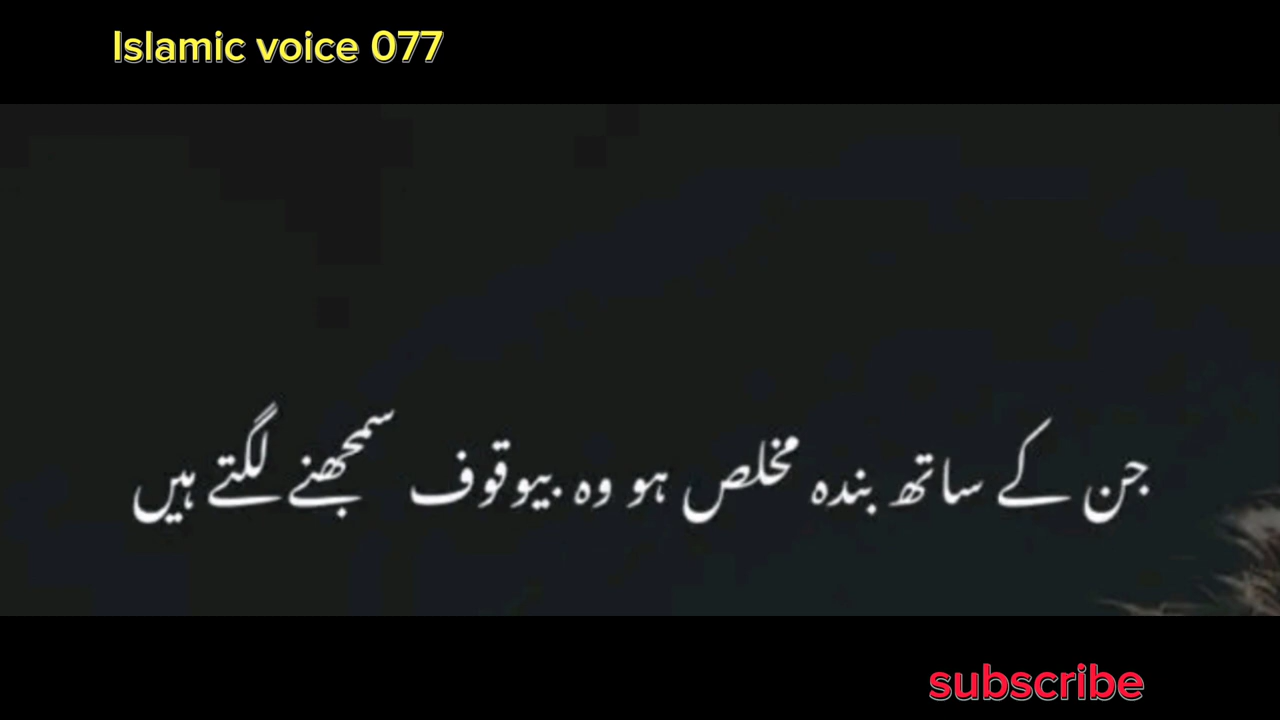 Islamic voice 077
جن کے ساتھ بندہ مخلص ہو وہ بیوقوف سمجھنے لگتے ہیں
subscribe